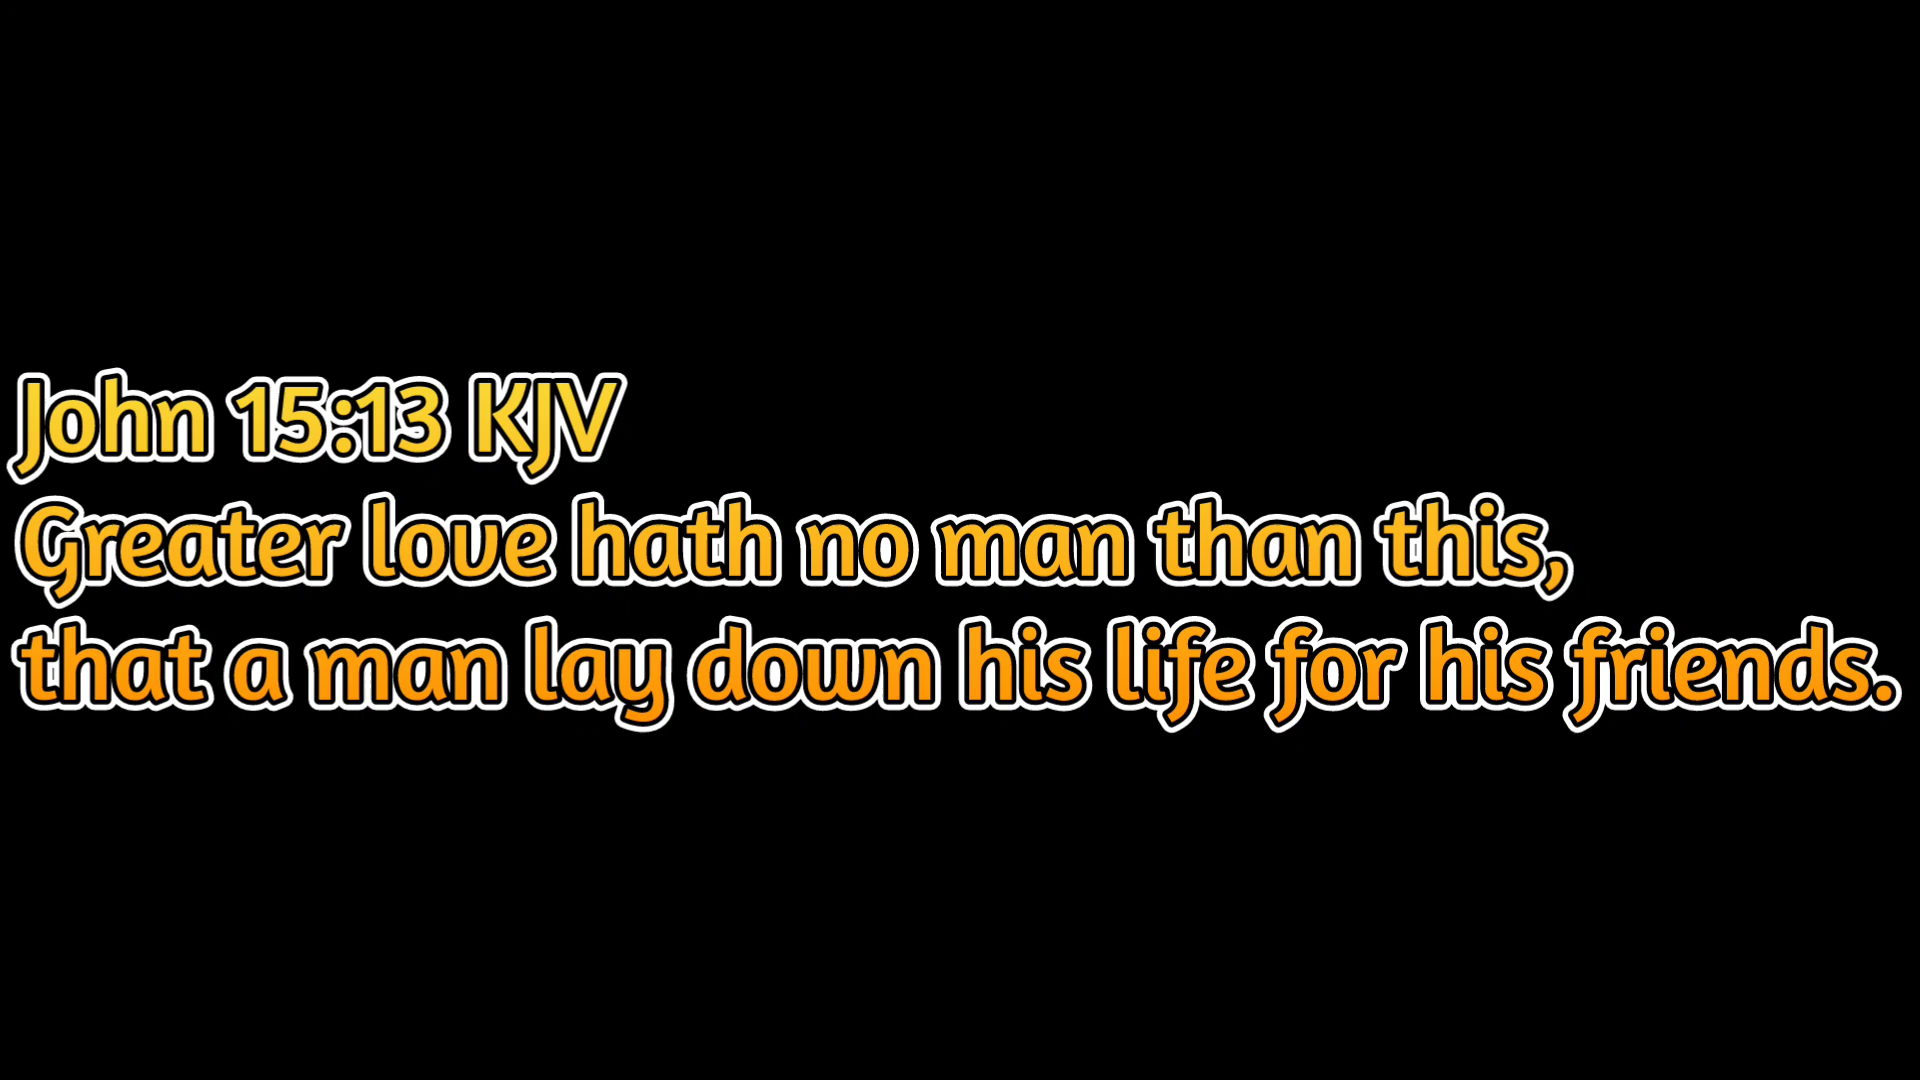 John 15:13 KJV
Greater love hath no man than this,
that a man lay down his life for his friends.